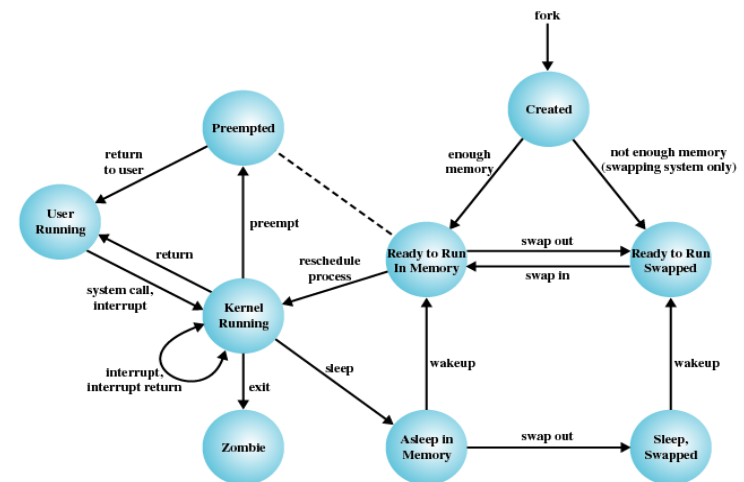 fork
Created
Preempted
return
to user
enough
memory
not enough memory
(swapping system only)
User
Running
preempt
return
Ready to Run
In Memory
swap out
swap in
Ready to Run
Swapped
reschedule
process
system call,
interrupt
Kernel
Running
interrupt,
interrupt return
sleep
exit
wakeup
wakeup
Zombie
Asleep in
Memory
swap out
Sleep,
Swapped